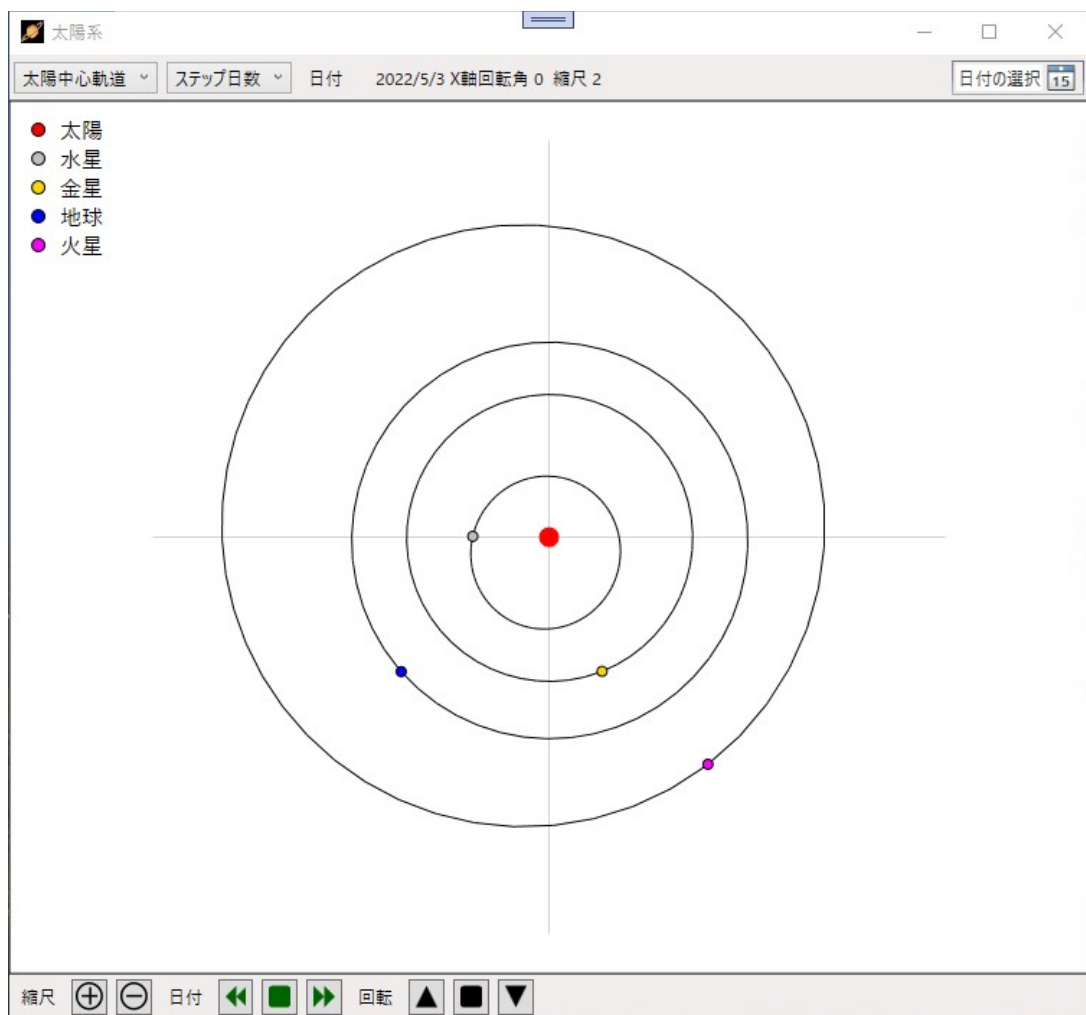 太陽系
太陽中心軌道 ステップ日数 日付 2022/5/3 X軸回転角 0 縮尺 2 日付の選択 15
太陽
水星
金星
地球
火星
縮尺 日付 回転